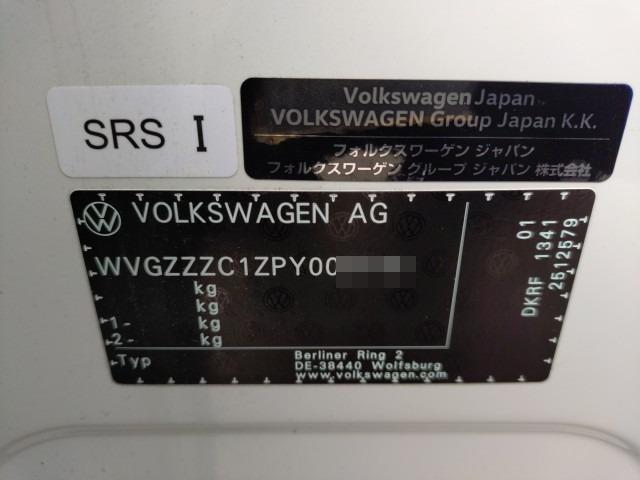 SRS I
Volkswagen Japan
VOLKSWAGEN Group Japan K.K.
フォルクスワーゲン ジャパン
フォルクスワーゲン グループ ジャパン 株式会社
VOLKSWAGEN AG
WVGZZZC1ZPY00
kg
kg
1- kg
2- kg
Typ
Berliner Ring 2
DE-38440 Wolfsburg
www.volkswagen.com
01
DKRF 1341
2512579